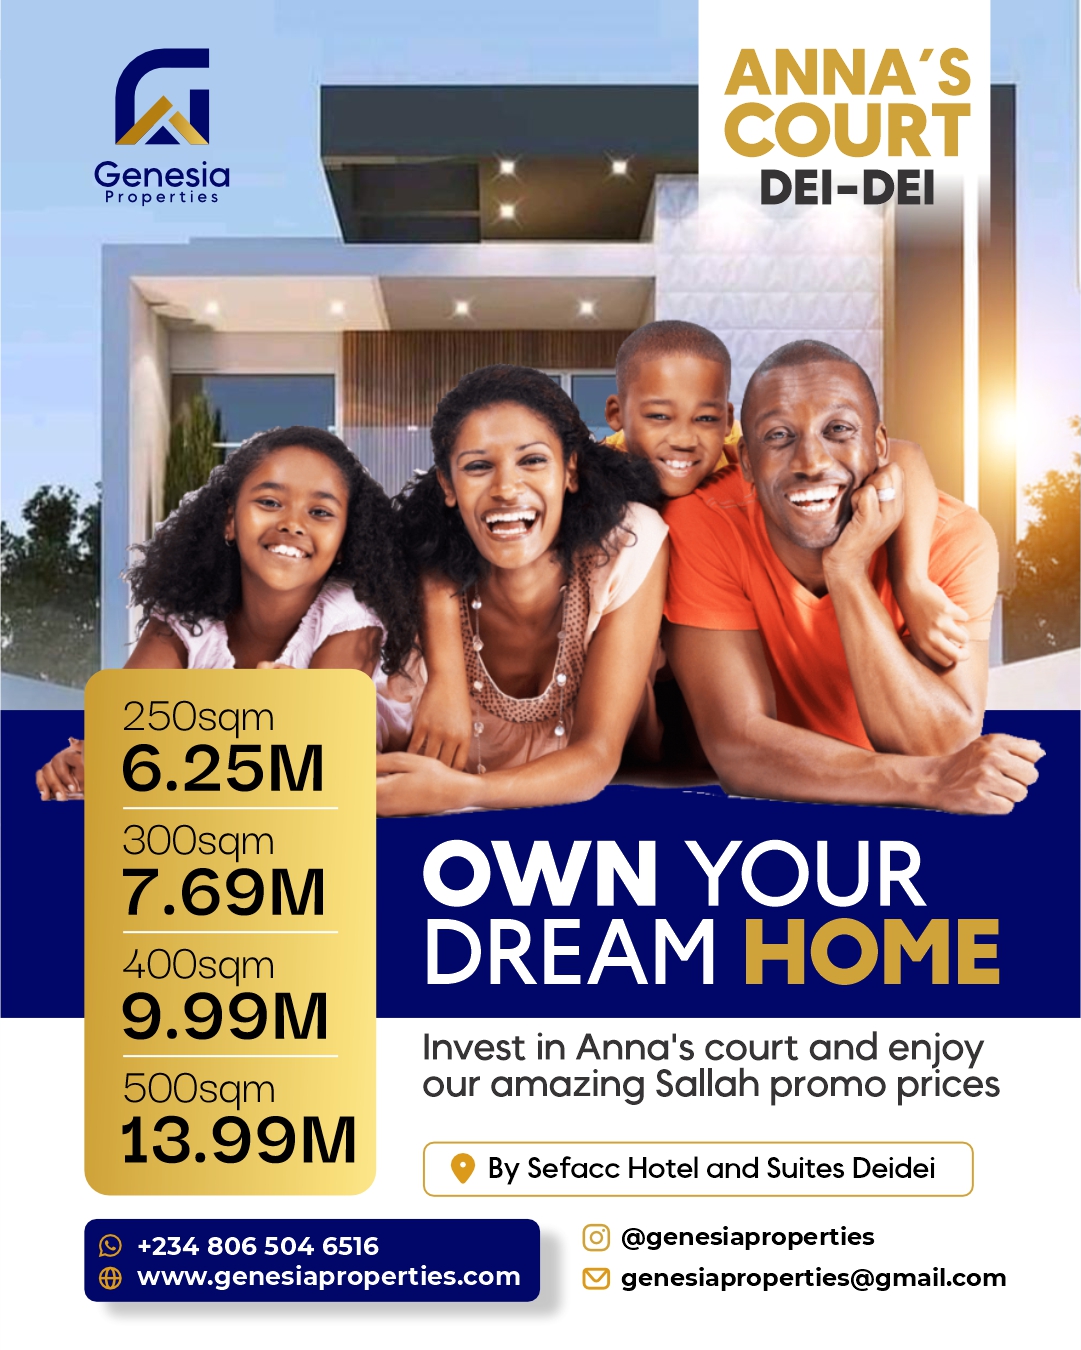 Genesia
Properties
ANNA’S
COURT
DEI-DEI
250sqm
6.25M
300sqm
7.69M
400sqm
9.99M
500sqm
13.99M
OWN YOUR
DREAM HOME
Invest in Anna's court and enjoy
our amazing Sallah promo prices
By Sefacc Hotel and Suites Deidei
+234 806 504 6516
www.genesiaproperties.com
@genesiaproperties
genesiaproperties@gmail.com